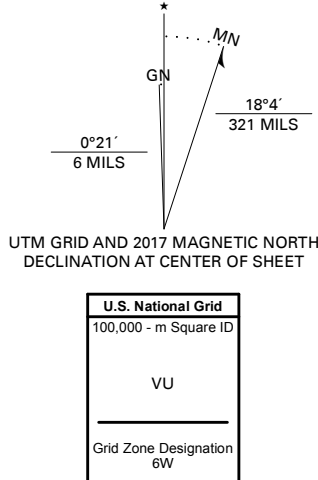 ★
MN
GN
18°4´
321 MILS
0°21´
6 MILS
UTM GRID AND 2017 MAGNETIC NORTH
DECLINATION AT CENTER OF SHEET
U.S. National Grid
100,000 - m Square ID
VU
Grid Zone Designation
6W